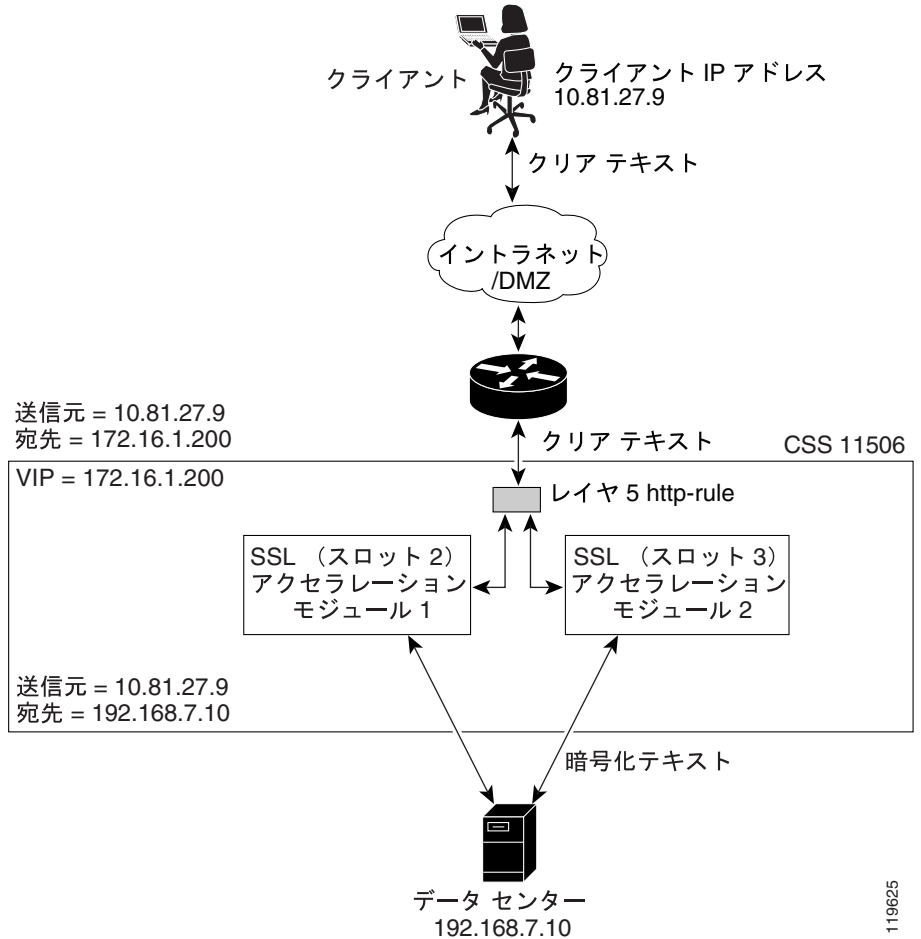 クライアント
クライアント IP アドレス
10.81.27.9
クリア テキスト
イントラネット
/DMZ
送信元 = 10.81.27.9
宛先 = 172.16.1.200
クリア テキスト
CSS 11506
VIP = 172.16.1.200
レイヤ 5 http-rule
SSL （スロット 2）
アクセラレーション
モジュール 1
SSL （スロット 3）
アクセラレーション
モジュール 2
送信元 = 10.81.27.9
宛先 = 192.168.7.10
暗号化テキスト
データ センター
192.168.7.10
119625